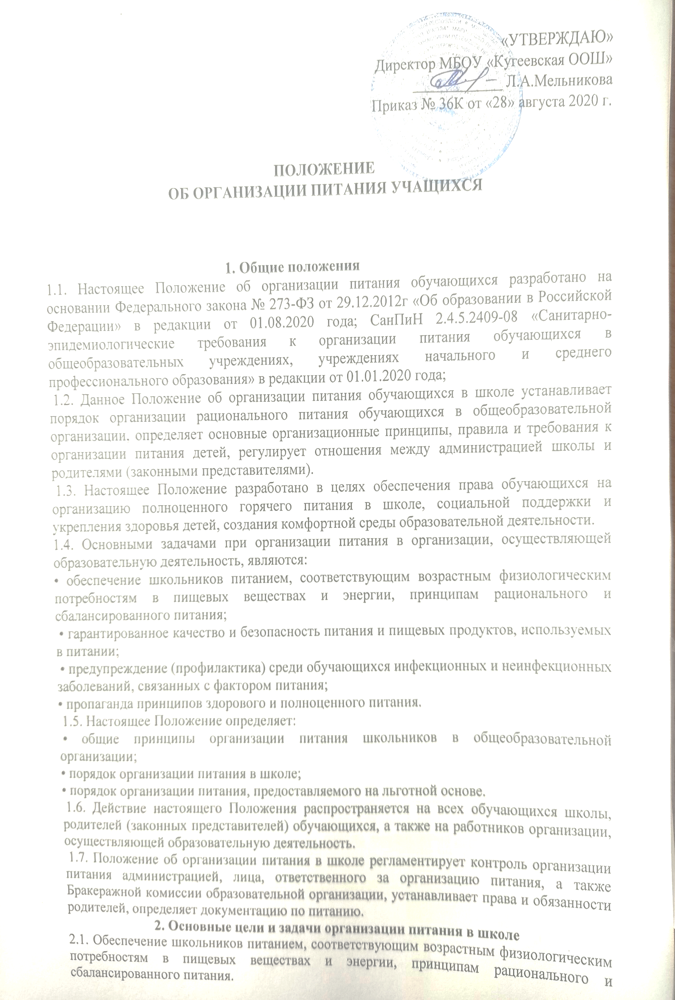 «УТВЕРЖДАЮ»
Директор МБОУ «Кугеевская ООШ»
Л.А.Мельникова
Приказ № 36К от «28» августа 2020 г.
ПОЛОЖЕНИЕ
ОБ ОРГАНИЗАЦИИ ПИТАНИЯ УЧАЩИХСЯ
1. Общие положения
1.1. Настоящее Положение об организации питания обучающихся разработано на
основании Федерального закона № 273-ФЗ от 29.12.2012г «Об образовании в Российской
Федерации» в редакции от 01.08.2020 года; СанПиН 2.4.5.2409-08 «Санитарно-
эпидемиологические требования к организации питания обучающихся в
общеобразовательных учреждениях, учреждениях начального и среднего
профессионального образования» в редакции от 01.01.2020 года;
1.2. Данное Положение об организации питания обучающихся в школе устанавливает
порядок организации рационального питания обучающихся в общеобразовательной
организации. определяет основные организационные принципы, правила и требования к
организации питания детей, регулирует отношения между администрацией школы и
родителями (законными представителями).
1.3. Настоящее Положение разработано в целях обеспечения права обучающихся на
организацию полноценного горячего питания в школе, социальной поддержки и
укрепления здоровья детей, создания комфортной среды образовательной деятельности.
1.4. Основными задачами при организации питания в организации, осуществляющей
образовательную деятельность, являются:
• обеспечение школьников питанием, соответствующим возрастным физиологическим
потребностям в пищевых веществах и энергии, принципам рационального и
сбалансированного питания;
• гарантированное качество и безопасность питания и пищевых продуктов, используемых
в питании;
• предупреждение (профилактика) среди обучающихся инфекционных и неинфекционных
заболеваний, связанных с фактором питания;
• пропаганда принципов здорового и полноценного питания.
1.5. Настоящее Положение определяет:
• общие принципы организации питания школьников в общеобразовательной
организации;
• порядок организации питания в школе;
• порядок организации питания, предоставляемого на льготной основе.
1.6. Действие настоящего Положения распространяется на всех обучающихся школы,
родителей (законных представителей) обучающихся, а также на работников организации,
осуществляющей образовательную деятельность.
1.7. Положение об организации питания в школе регламентирует контроль организации
питания администрацией, лица, ответственного за организацию питания, а также
Бракеражной комиссии образовательной организации, устанавливает права и обязанности
родителей, определяет документацию по питанию.
2. Основные цели и задачи организации питания в школе
2.1. Обеспечение школьников питанием, соответствующим возрастным физиологическим
потребностям в пищевых веществах и энергии, принципам рационального и
сбалансированного питания.